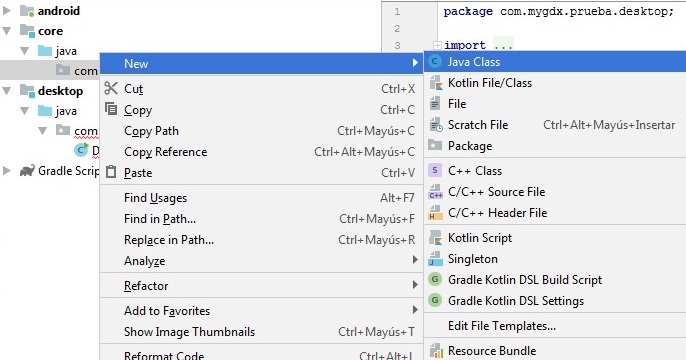 android
core
java
com
desktop
java
com
D
Gradle Scrip
New
Cut Ctrl+X
Copy Ctrl+C
Copy Path Ctrl+Mayús+C
Copy Reference Ctrl+Alt+Mayús+C
Paste Ctrl+V
Find Usages Alt+F7
Find in Path... Ctrl+Mayús+F
Replace in Path... Ctrl+Mayús+R
Analyze
Refactor
Add to Favorites
Show Image Thumbnails Ctrl+Mayús+T
Reformat Code Ctrl+Alt+L
1 package com.mygdx.prueba.desktop;
2
3 import ...
Java Class
Kotlin File/Class
File
Scratch File Ctrl+Alt+Mayús+Insertar
Package
C++ Class
C/C++ Source File
C/C++ Header File
Kotlin Script
Singleton
Gradle Kotlin DSL Build Script
Gradle Kotlin DSL Settings
Edit File Templates...
Resource Bundle